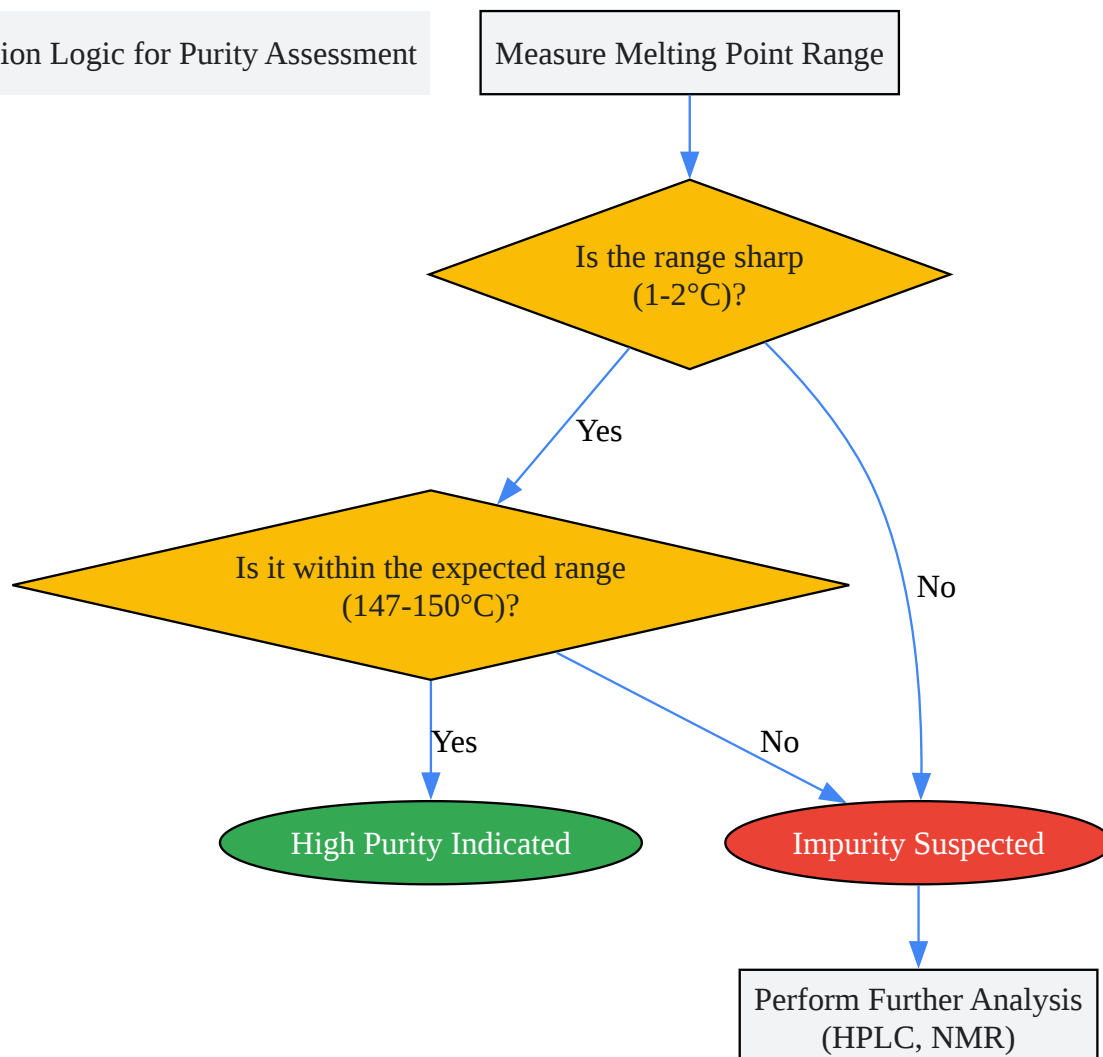 ion Logic for Purity Assessment
Measure Melting Point Range
Is the range sharp
(1-2°C)?
Yes
Is it within the expected range
(147-150°C)?
No
Yes
No
High Purity Indicated
Impurity Suspected
Perform Further Analysis
(HPLC, NMR)